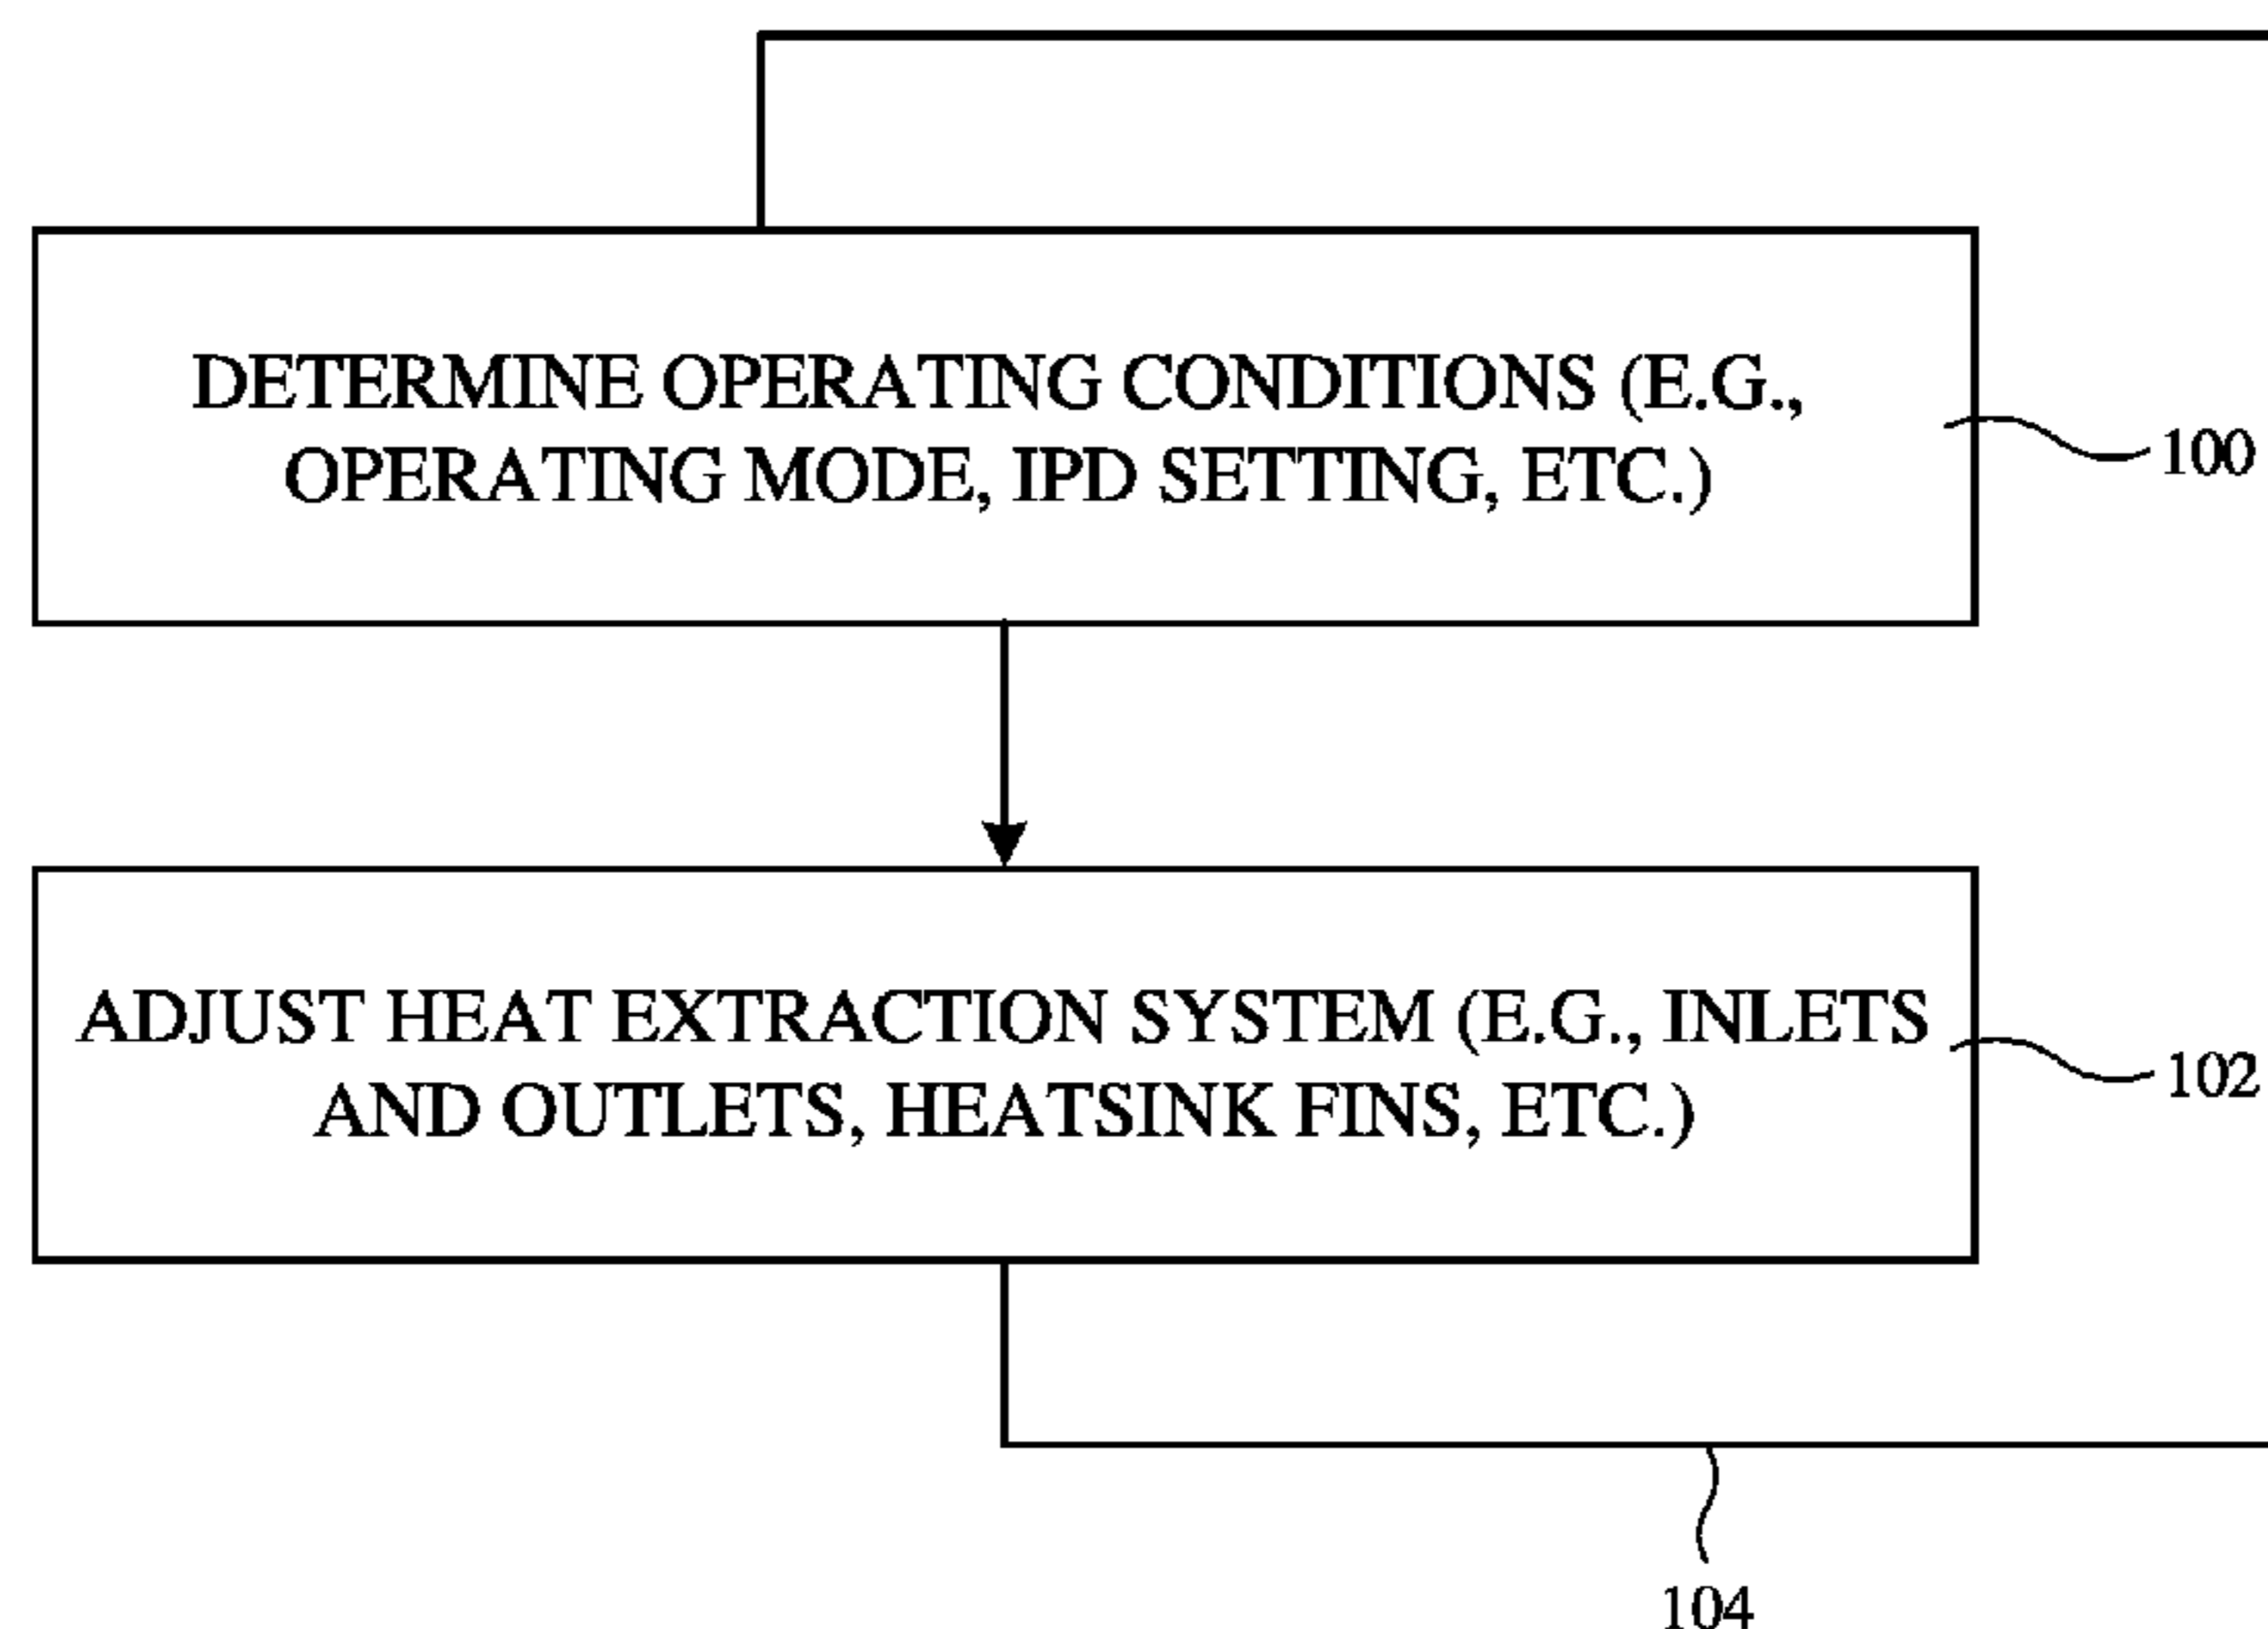 DETERMINE OPERATING CONDITIONS (E.G.,
OPERATING MODE, IPD SETTING, ETC.)
100
ADJUST HEAT EXTRACTION SYSTEM (E.G., INLETS
AND OUTLETS, HEATSINK FINS, ETC.)
102
104